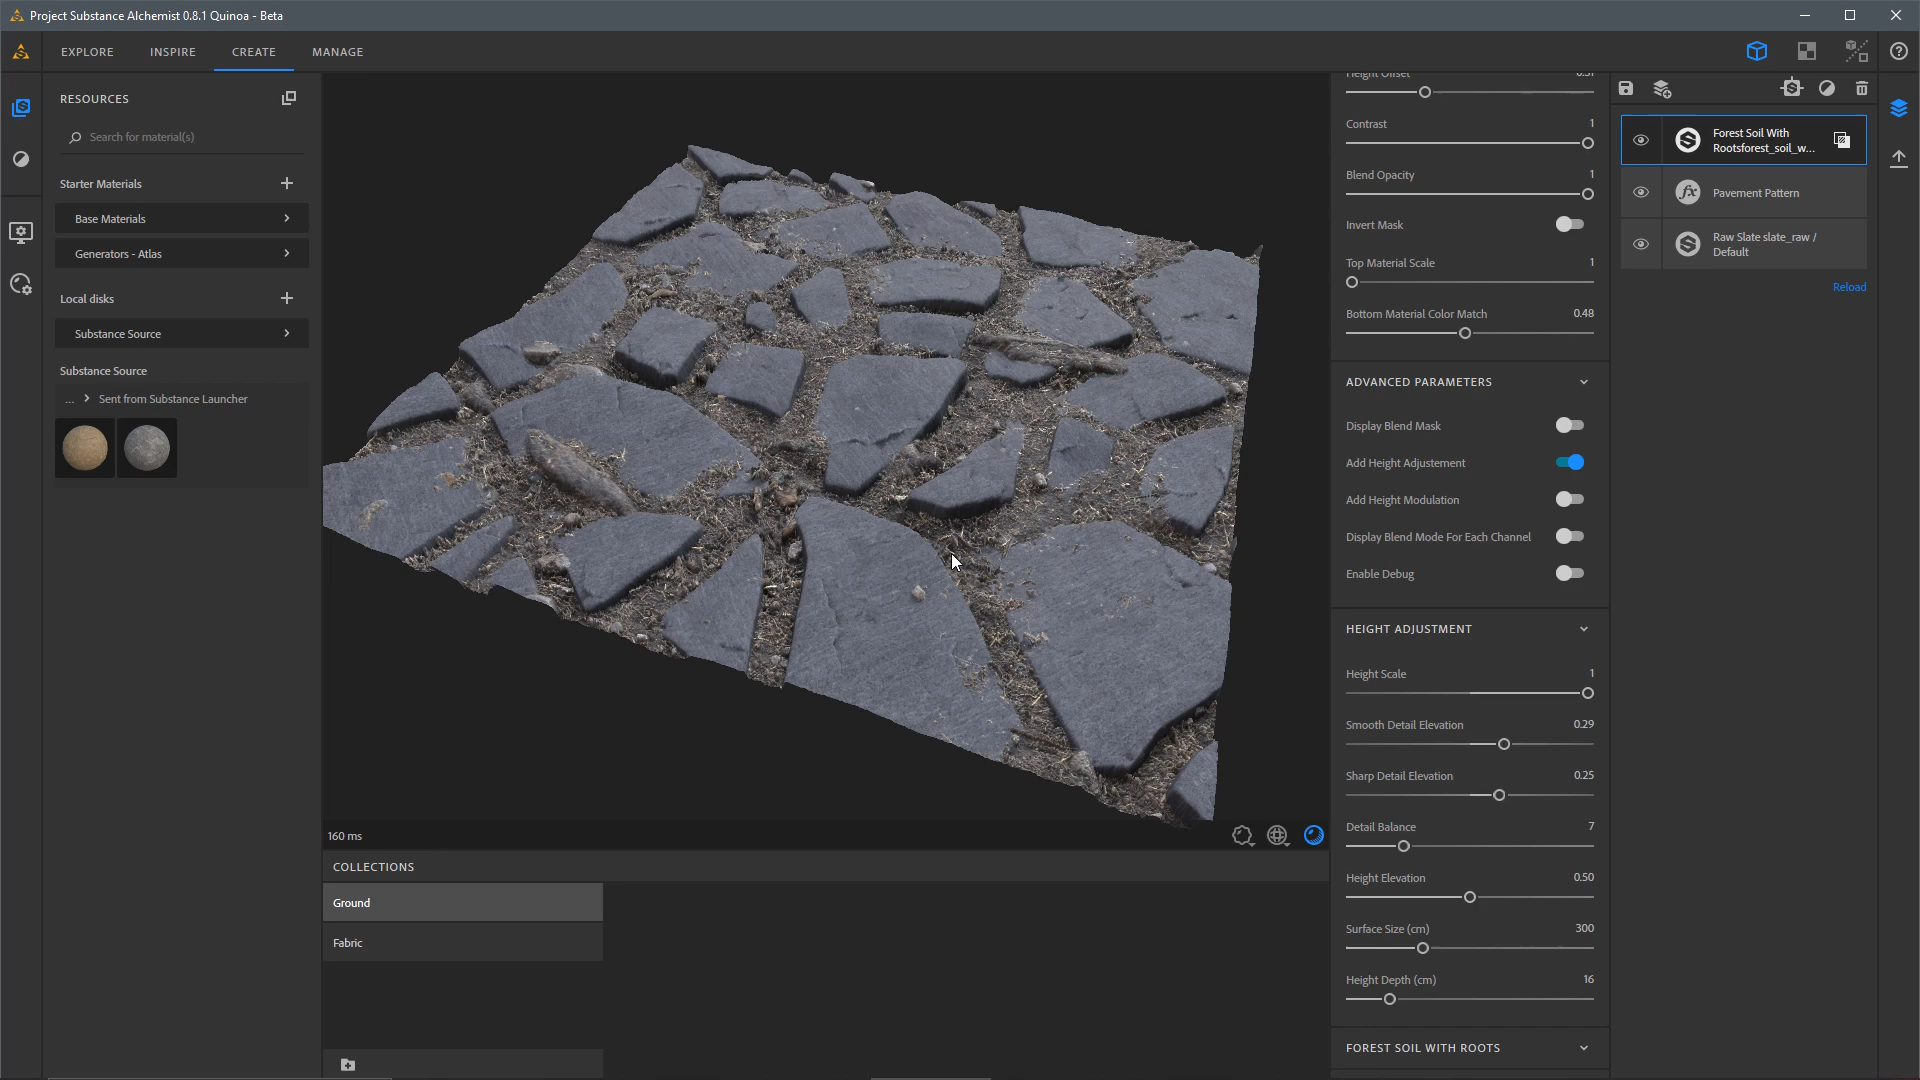 Project Substance Alchemist 0.8.1 Quinoa - Beta
EXPLORE
INSPIRE
CREATE
MANAGE
RESOURCES
Search for material(s)
Starter Materials
Base Materials
Generators - Atlas
Local disks
Substance Source
Substance Source
... > Sent from Substance Launcher
160 ms
COLLECTIONS
Ground
Fabric
Height Offset
Contrast 1
Blend Opacity 1
Invert Mask
Top Material Scale 1
Bottom Material Color Match 0.48
ADVANCED PARAMETERS
Display Blend Mask
Add Height Adjustement
Add Height Modulation
Display Blend Mode For Each Channel
Enable Debug
HEIGHT ADJUSTMENT
Height Scale 1
Smooth Detail Elevation 0.29
Sharp Detail Elevation 0.25
Detail Balance 7
Height Elevation 0.50
Surface Size (cm) 300
Height Depth (cm) 16
FOREST SOIL WITH ROOTS
Forest Soil With
Rootsforest_soil_w...
fx
Pavement Pattern
Raw Slate slate_raw /
Default
Reload